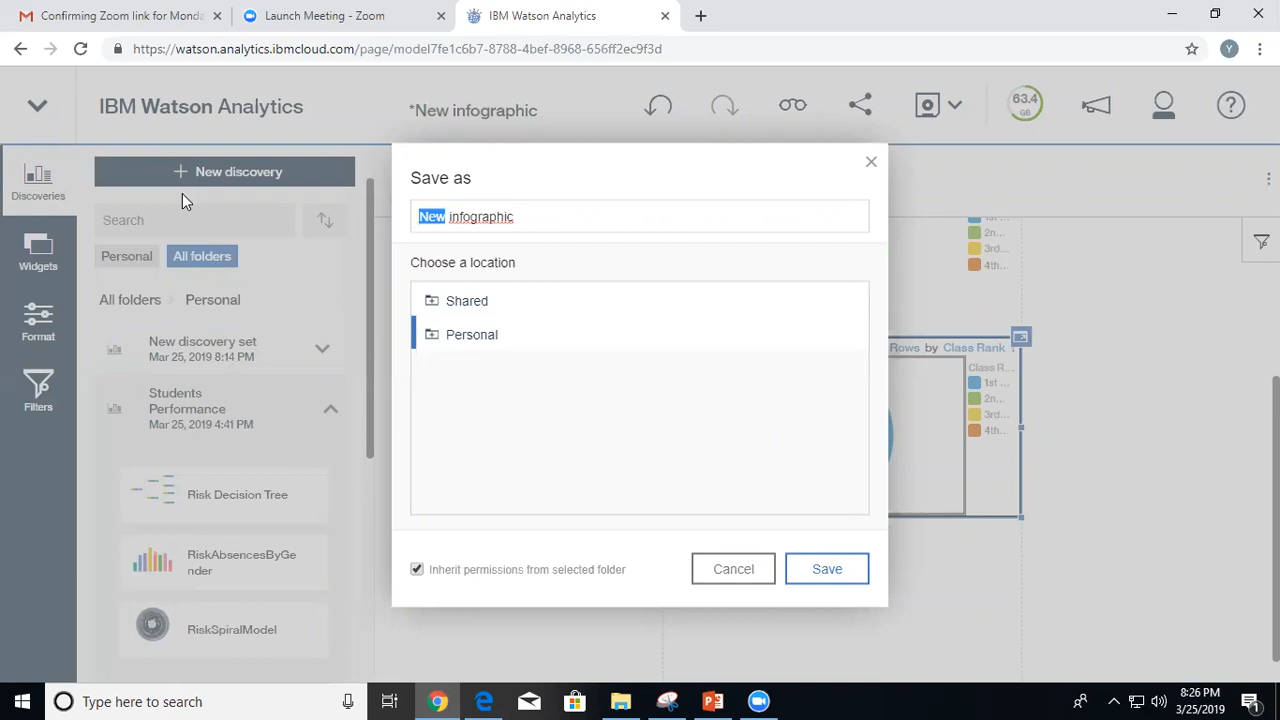 Confirming Zoom link for Monda
Launch Meeting - Zoom
IBM Watson Analytics
https://watson.analytics.ibmcloud.com/page/model7fe1c6b7-8788-4bef-8968-656ff2ec9f3d
Y
IBM Watson Analytics
*New infographic
63.4
GB
Discoveries
Widgets
Format
Filters
+ New discovery
Search
Personal
All folders
All folders > Personal
New discovery set
Mar 25, 2019 8:14 PM
Students
Performance
Mar 25, 2019 4:41 PM
Risk Decision Tree
RiskAbsencesByGe
nder
RiskSpiralModel
Save as
New infographic
Choose a location
Shared
Personal
Inherit permissions from selected folder
Cancel
Save
1st ...
2n...
3rd...
4th...
Rows by Class Rank
Class R...
1st ...
2n...
3rd...
4th...
Type here to search
8:26 PM
3/25/2019
1